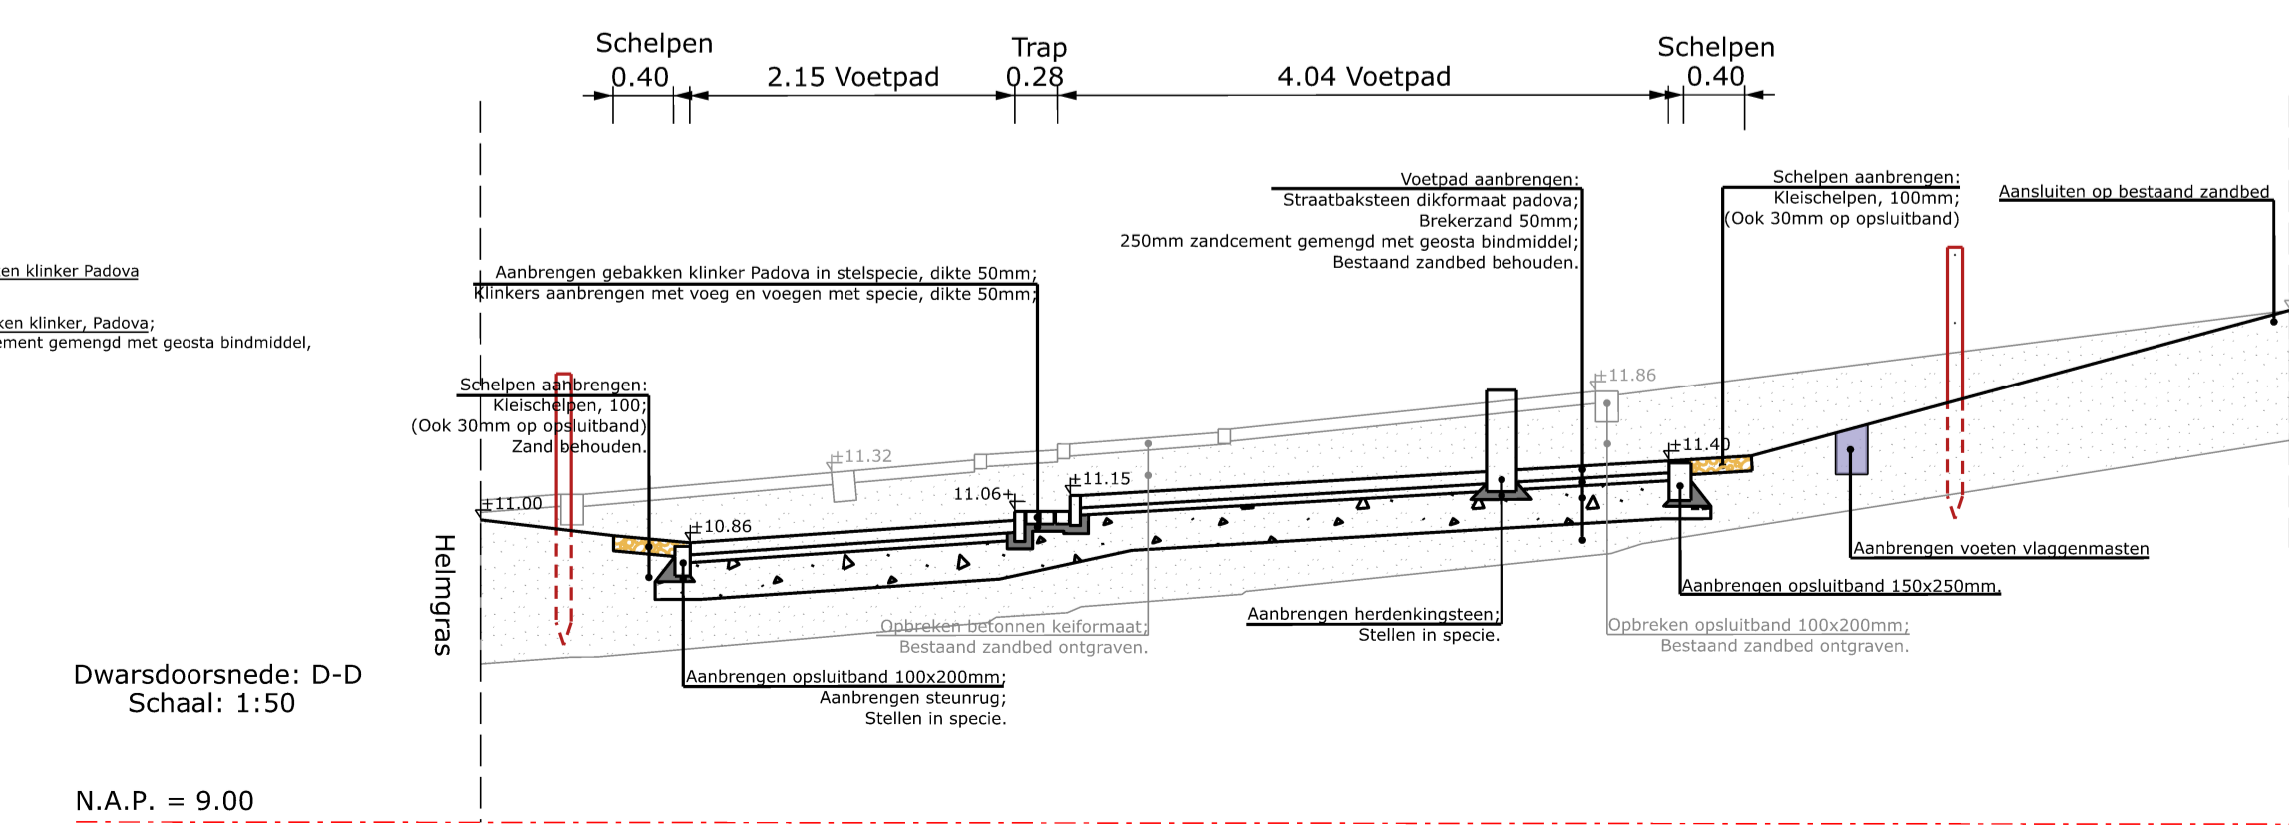 Schelpen
0.40
2.15 Voetpad
Trap
0.28
4.04 Voetpad
Schelpen
0.40
Voetpad aanbrengen:
Straatbaksteen dikformaat padova;
Brekerzand 50mm;
250mm zandcement gemengd met geosta bindmiddel;
Bestaand zandbed behouden.
Schelpen aanbrengen:
Kleischelpen, 100mm;
(Ook 30mm op opsluitband)
Aansluiten op bestaand zandbed
en klinker Padova
ken klinker, Padova;
ement gemengd met geosta bindmiddel,
Aanbrengen gebakken klinker Padova in stelspecie, dikte 50mm;
Klinkers aanbrengen met voeg en voegen met specie, dikte 50mm;
Schelpen aanbrengen:
Kleischelpen, 100;
(Ook 30mm op opsluitband)
Zand behouden.
+11.86
+11.40
+11.32
+11.15
11.06+
+11.00
+10.86
Helmgras
Aanbrengen voeten vlaggenmasten
Aanbrengen opsluitband 150x250mm.
Aanbrengen herdenkingsteen;
Stellen in specie.
Opbreken betonnen keiformaat;
Bestaand zandbed ontgraven.
Opbreken opsluitband 100x200mm;
Bestaand zandbed ontgraven.
Aanbrengen opsluitband 100x200mm;
Aanbrengen steunrug;
Stellen in specie.
Dwarsdoorsnede: D-D
Schaal: 1:50
N.A.P. = 9.00